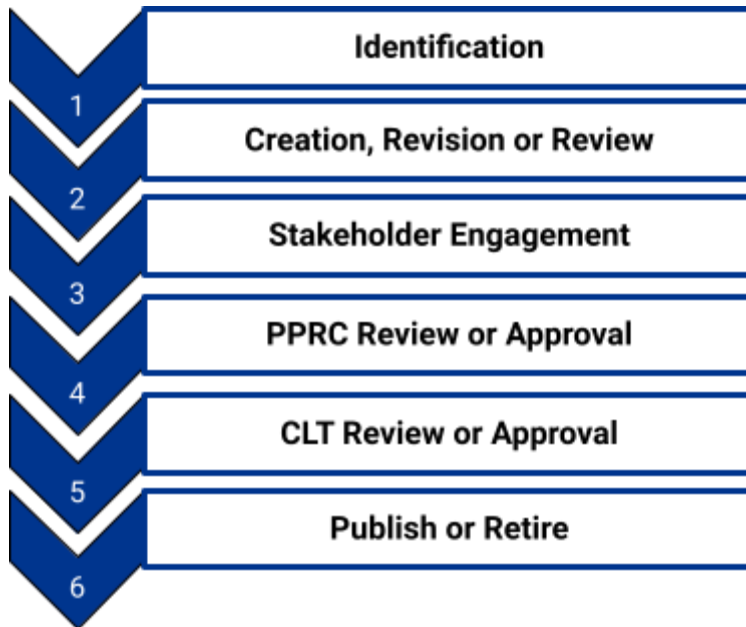 Identification
1
Creation, Revision or Review
2
Stakeholder Engagement
3
PPRC Review or Approval
4
CLT Review or Approval
5
Publish or Retire
6